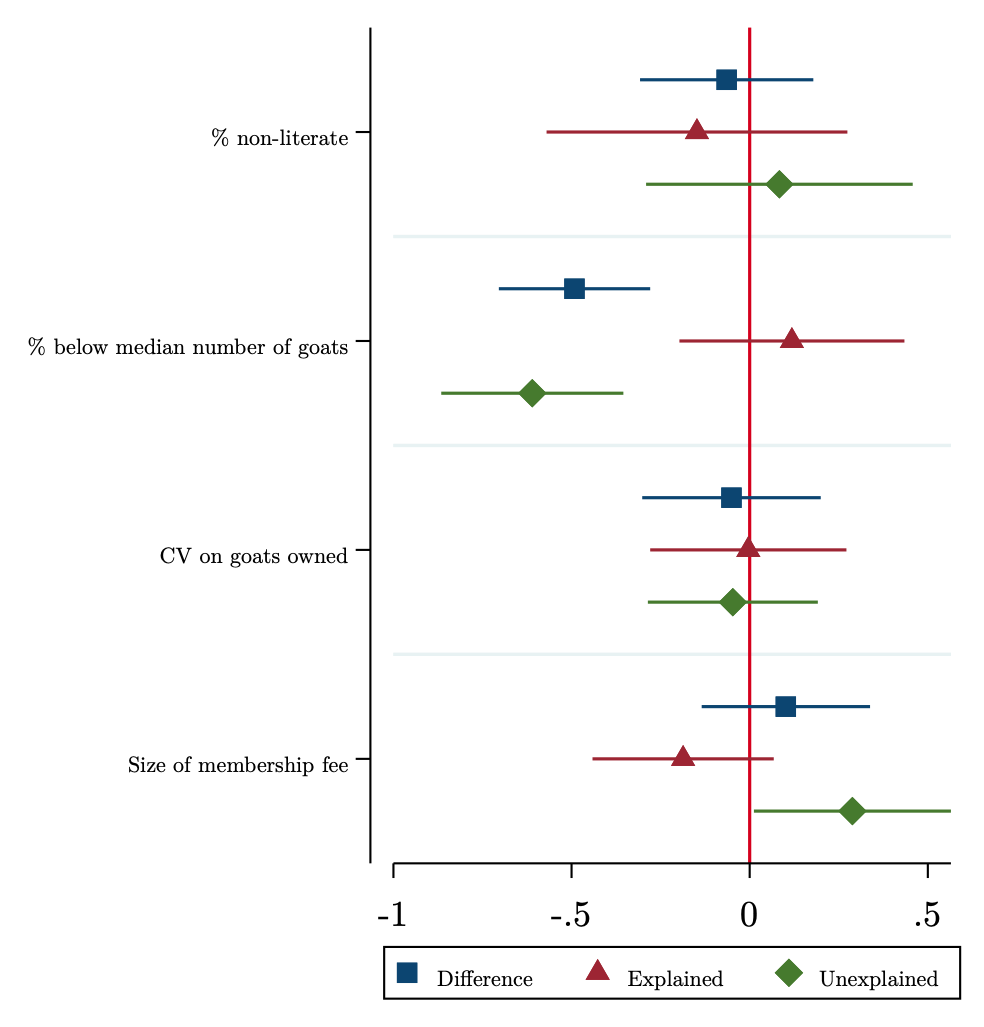 % non-literate
% below median number of goats
CV on goats owned
Size of membership fee
-1 -.5 0 .5
Difference Explained Unexplained